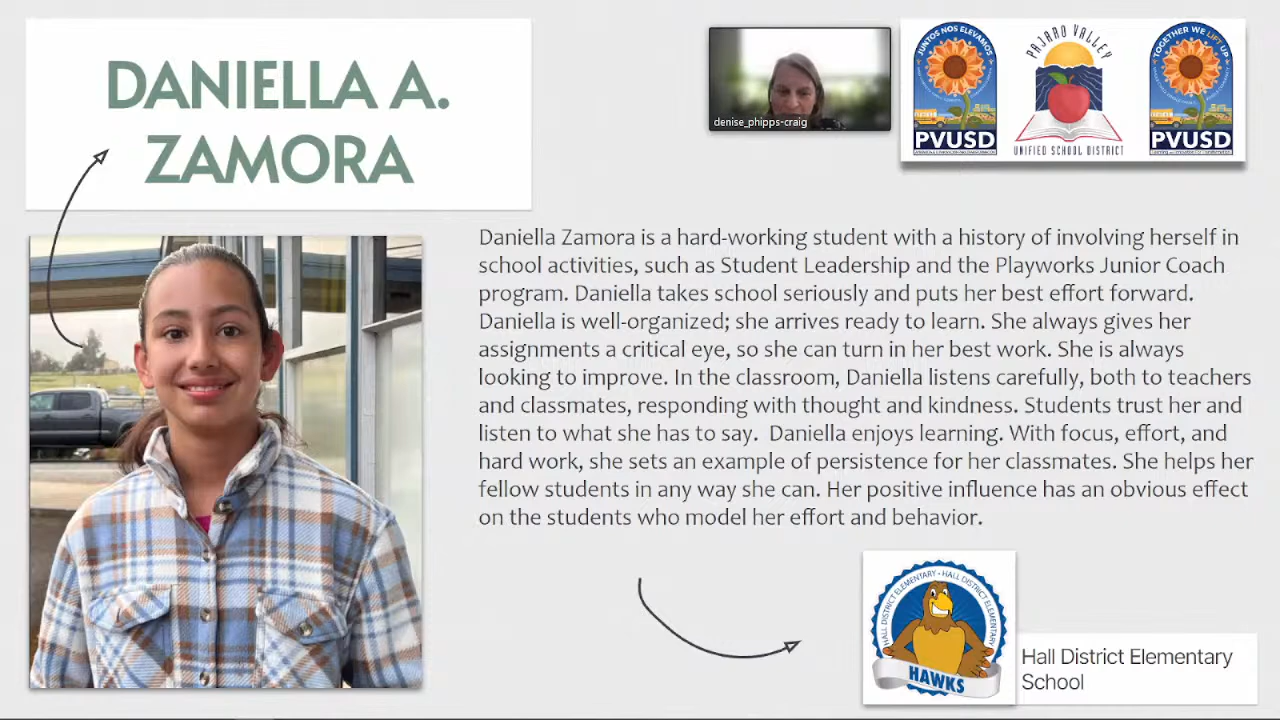 DANIELLA A.
ZAMORA
denise_phipps-craig
JUNTOS NOS ELEVAMOS
PVUSD
PAJARO VALLEY
UNIFIED SCHOOL DISTRICT
TOGETHER WE LIFT UP
PVUSD
Daniella Zamora is a hard-working student with a history of involving herself in
school activities, such as Student Leadership and the Playworks Junior Coach
program. Daniella takes school seriously and puts her best effort forward.
Daniella is well-organized; she arrives ready to learn. She always gives her
assignments a critical eye, so she can turn in her best work. She is always
looking to improve. In the classroom, Daniella listens carefully, both to teachers
and classmates, responding with thought and kindness. Students trust her and
listen to what she has to say.  Daniella enjoys learning. With focus, effort, and
hard work, she sets an example of persistence for her classmates. She helps her
fellow students in any way she can. Her positive influence has an obvious effect
on the students who model her effort and behavior.
HALL DISTRICT ELEMENTARY • HALL DISTRICT ELEMENTARY
HAWKS
Hall District Elementary
School